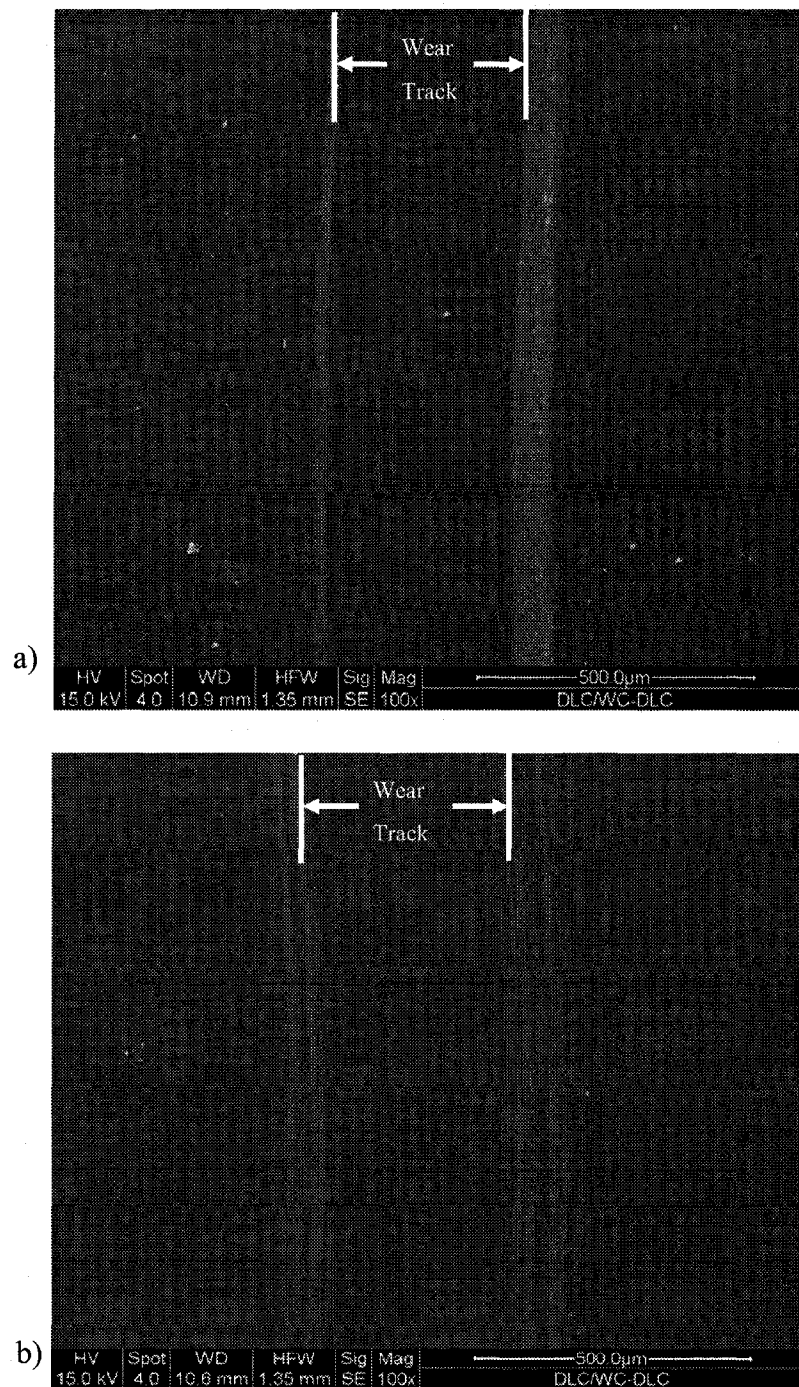 Wear
Track
a)
HV Spot WD HFW Sig Mag 500.0µm
15.0 kV 4.0 10.9 mm 1.35 mm SE 100x DLC/WC-DLC
Wear
Track
b)
HV Spot WD HFW Sig Mag 500.0µm
15.0 kV 4.0 10.6 mm 1.35 mm SE 100x DLC/WC-DLC